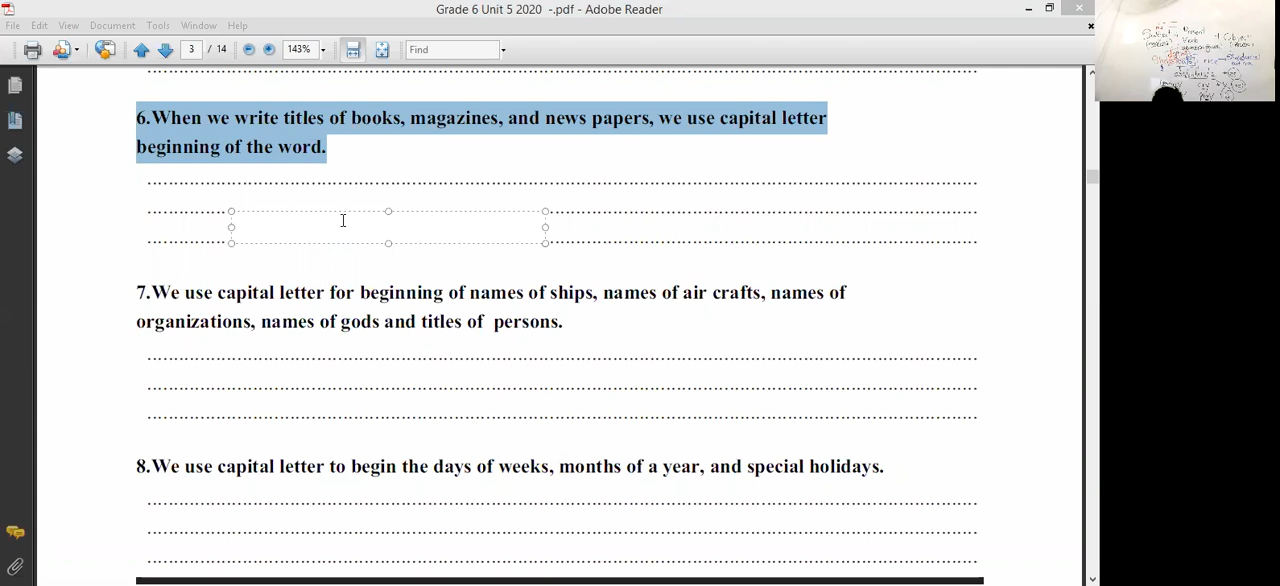 Grade 6 Unit 5 2020 -.pdf - Adobe Reader
File Edit View Document Tools Window Help
3 / 14 143% Find
6.When we write titles of books, magazines, and news papers, we use capital letter
beginning of the word.
7.We use capital letter for beginning of names of ships, names of air crafts, names of
organizations, names of gods and titles of persons.
8.We use capital letter to begin the days of weeks, months of a year, and special holidays.